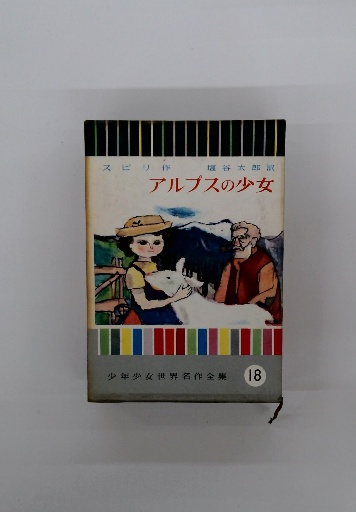 スピリ作 塩谷太郎訳
アルプスの少女
少年少女世界名作全集 18